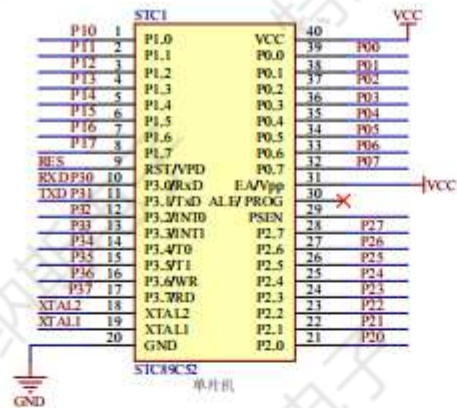 STC1
VCC
P10 1 P1.0 VCC 40
P11 2 P1.1 P0.0 39 P00
P12 3 P1.2 P0.1 38 P01
P13 4 P1.3 P0.2 37 P02
P14 5 P1.4 P0.3 36 P03
P15 6 P1.5 P0.4 35 P04
P16 7 P1.6 P0.5 34 P05
P17 8 P1.7 P0.6 33 P06
RES 9 RST/VPD P0.7 32 P07
RXD P30 10 P3.0/RxD EA/Vpp 31 VCC
TXD P31 11 P3.1/TxD ALE/PROG 30
P32 12 P3.2/INT0 PSEN 29
P33 13 P3.3/INT1 P2.7 28 P27
P34 14 P3.4/T0 P2.6 27 P26
P35 15 P3.5/T1 P2.5 26 P25
P36 16 P3.6/WR P2.4 25 P24
P37 17 P3.7/RD P2.3 24 P23
XTAL2 18 XTAL2 P2.2 23 P22
XTAL1 19 XTAL1 P2.1 22 P21
20 GND P2.0 21 P20
STC89C52
单片机
GND